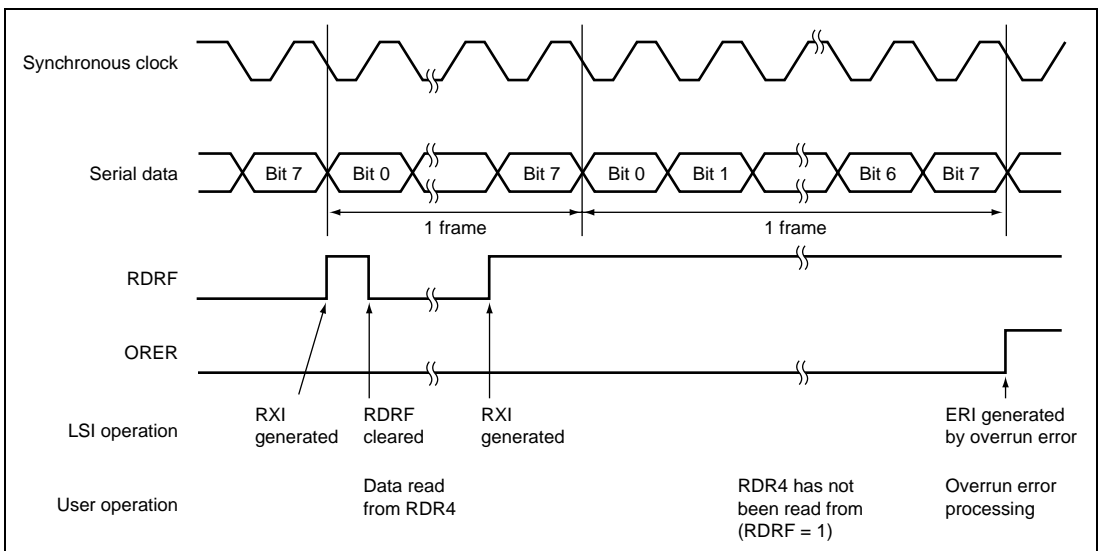 Synchronous clock
Serial data
Bit 7
Bit 0
Bit 7
Bit 0
Bit 1
Bit 6
Bit 7
1 frame
1 frame
RDRF
ORER
LSI operation
RXI
generated
RDRF
cleared
RXI
generated
ERI generated
by overrun error
User operation
Data read
from RDR4
RDR4 has not
been read from
(RDRF = 1)
Overrun error
processing